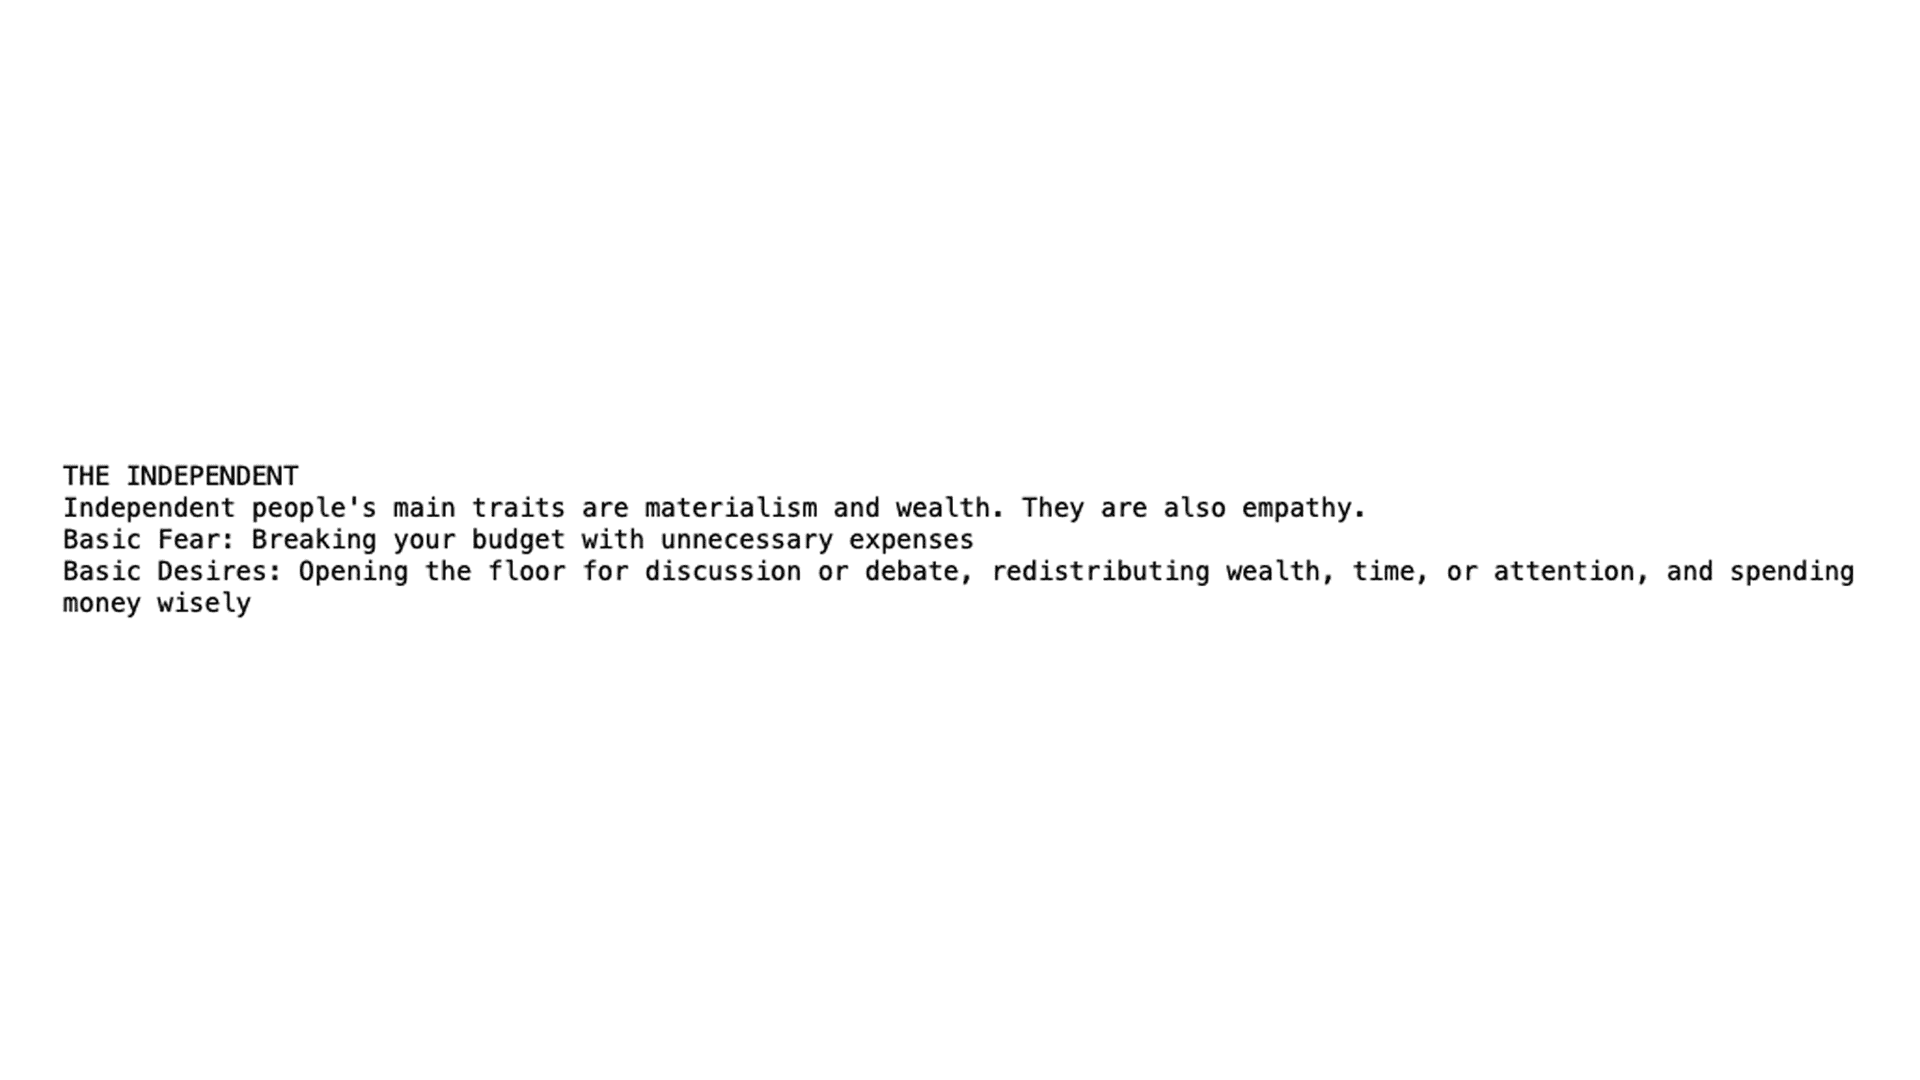 THE INDEPENDENT
Independent people's main traits are materialism and wealth. They are also empathy.
Basic Fear: Breaking your budget with unnecessary expenses
Basic Desires: Opening the floor for discussion or debate, redistributing wealth, time, or attention, and spending
money wisely